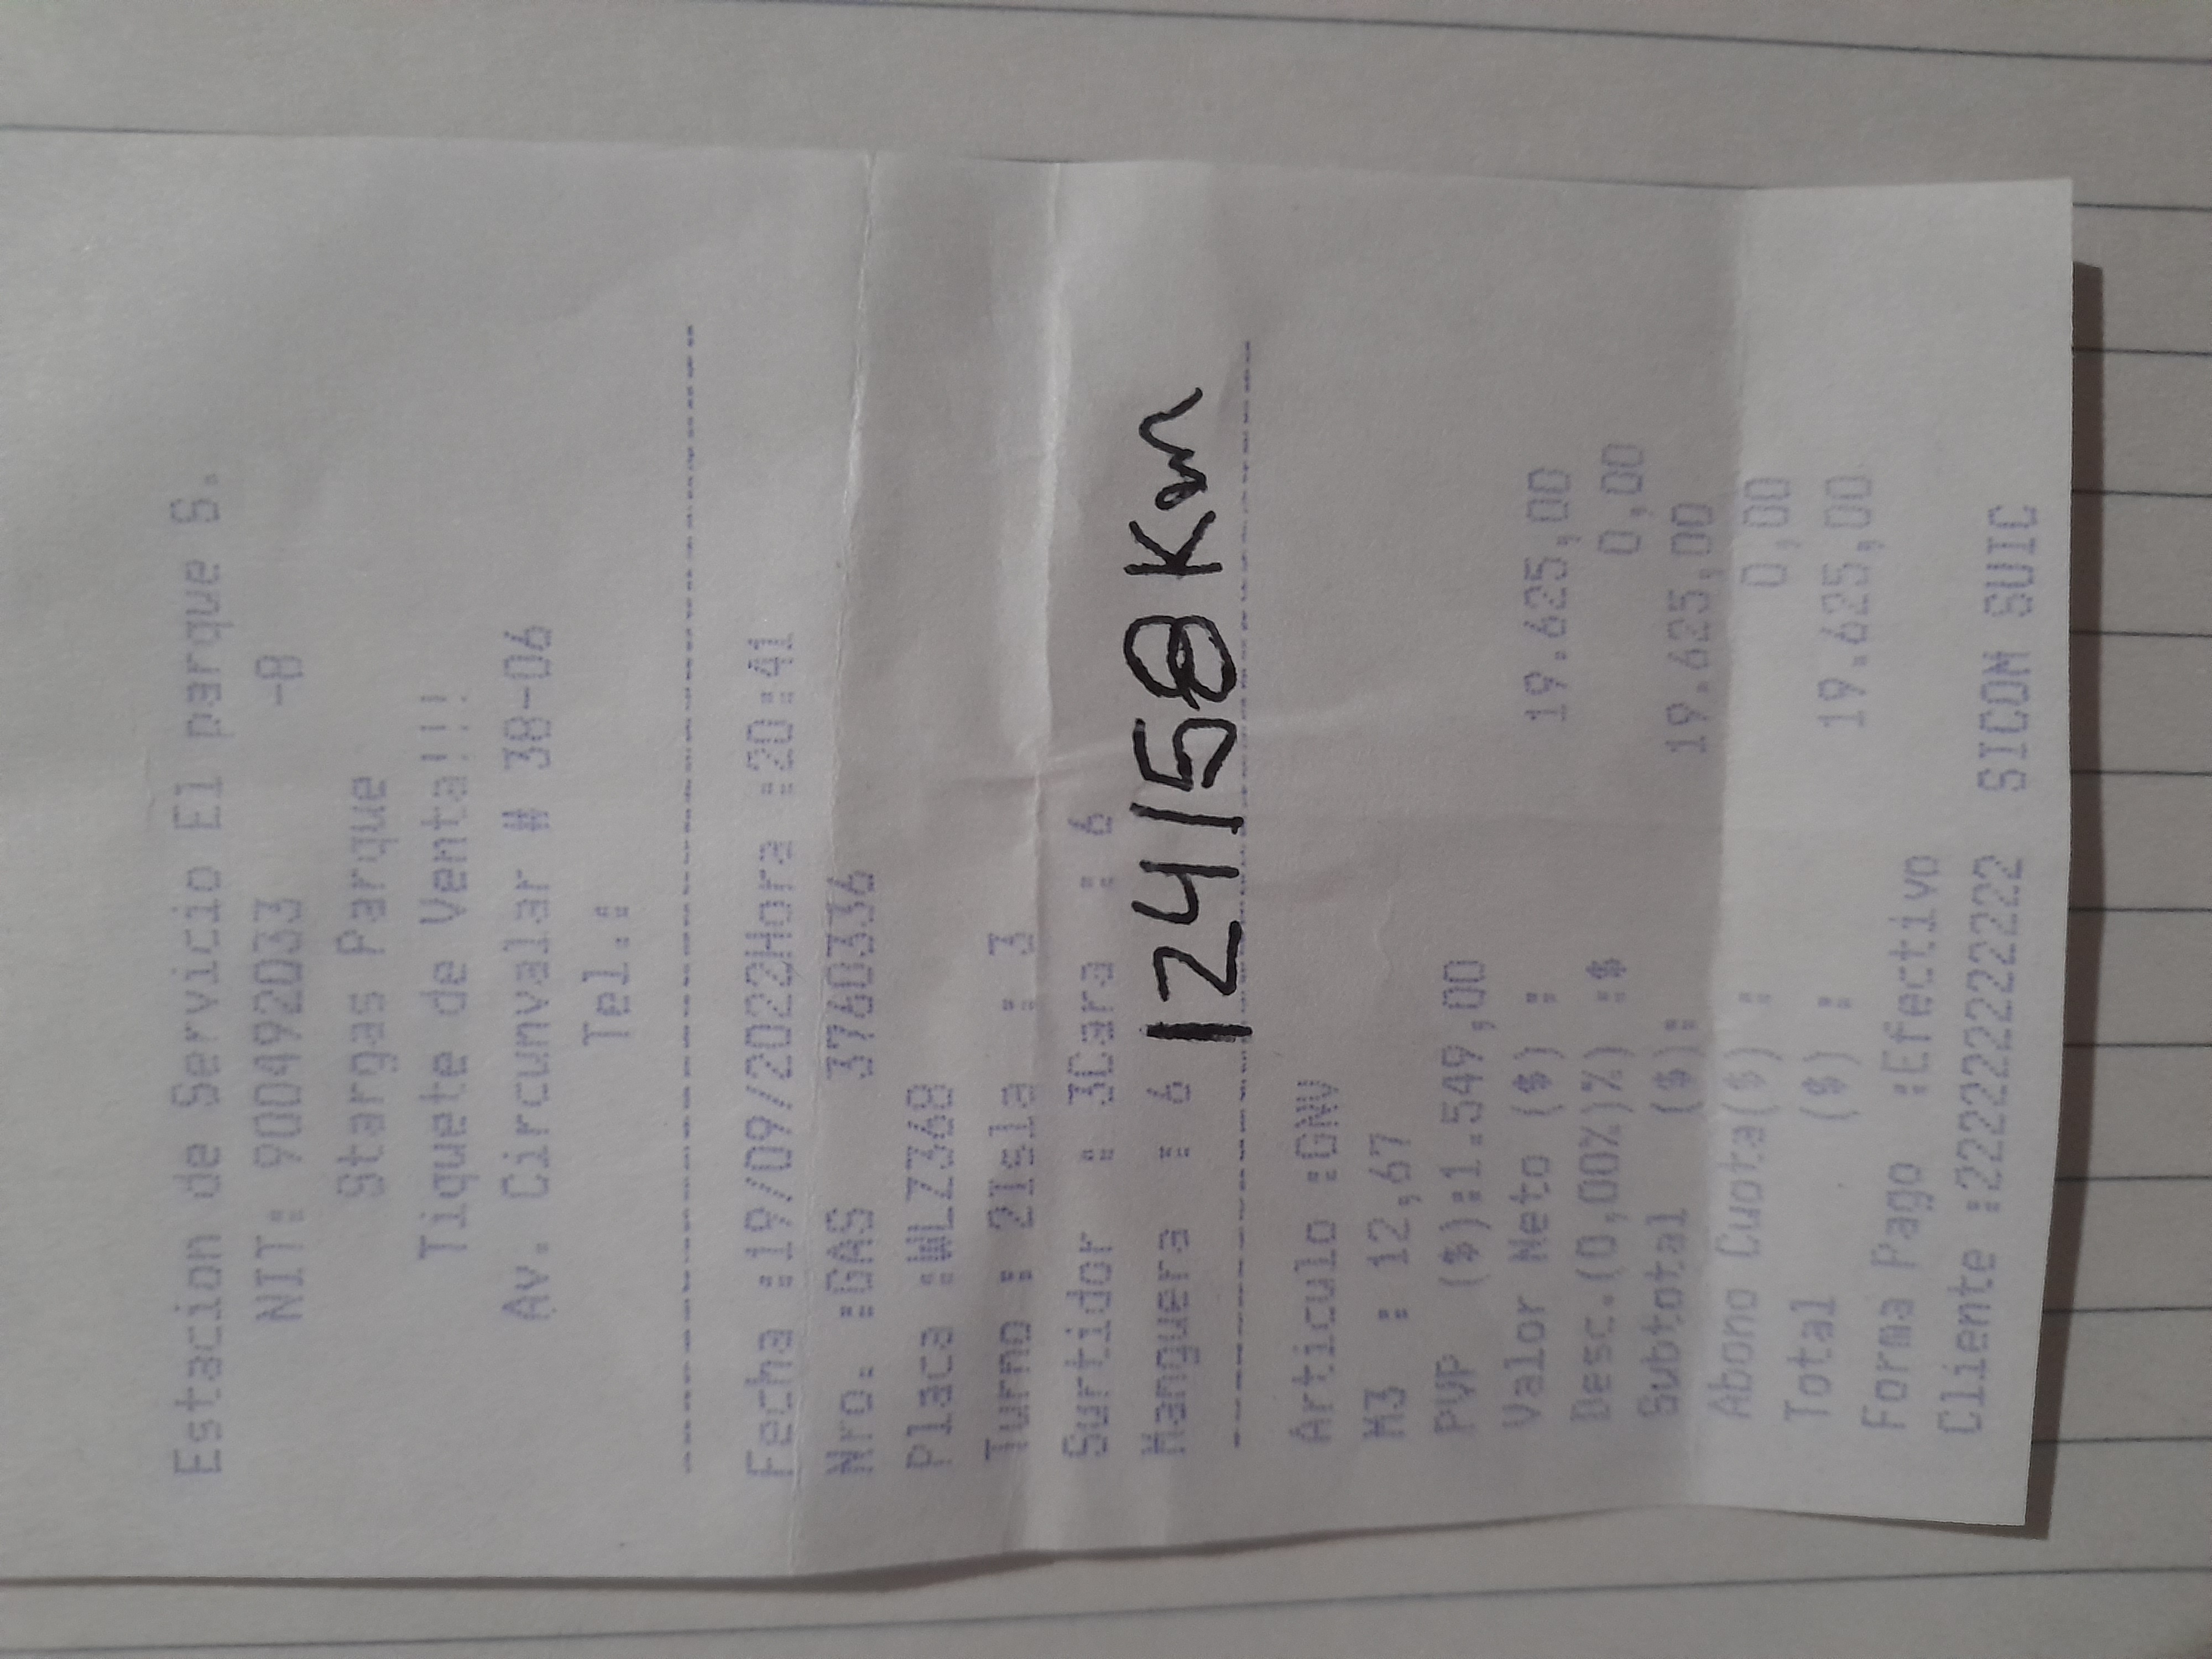 Estacion de Servicio El parque S.
NIT: 900492033 -8
Stargas Parque
Tiquete de Venta!!!
Av. Circunvalar # 38-06
Tel.:
Fecha :19/09/2022Hora :20:41
Nro. :GAS 3760336
Placa :WLZ368
Turno : 2Isla : 3
Surtidor : 3Cara : 6
Manguera : 6
124158 Km
Articulo :GNV
M3 : 12,67
PVP ($):1.549,00
Valor Neto ($) : 19.625,00
Desc.(0,00%)%) :$ 0,00
Subtotal ($): 19.625,00
Abono Cuota($) : 0,00
Total ($) : 19.625,00
Forma Pago :Efectivo
Cliente :222222222222 SICOM SUIC